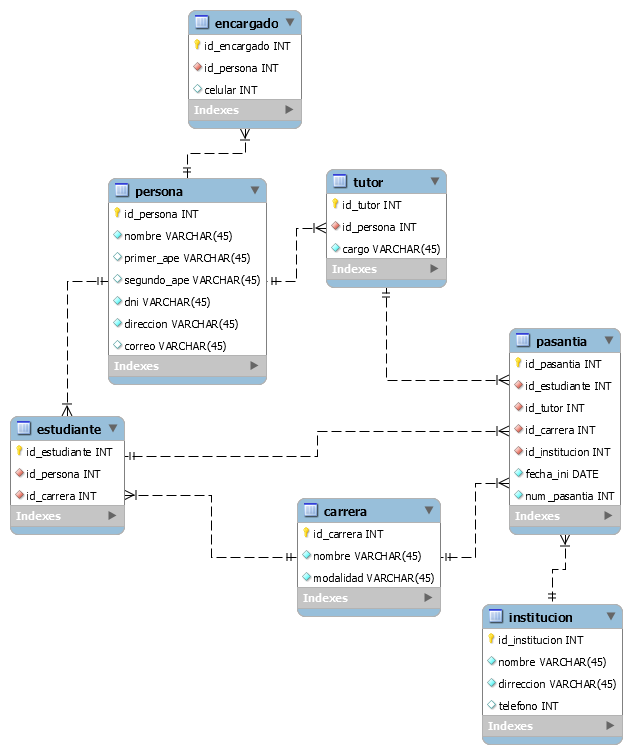 encargado
id_encargado INT
id_persona INT
celular INT
Indexes
persona
id_persona INT
nombre VARCHAR(45)
primer_ape VARCHAR(45)
segundo_ape VARCHAR(45)
dni VARCHAR(45)
direccion VARCHAR(45)
correo VARCHAR(45)
Indexes
tutor
id_tutor INT
id_persona INT
cargo VARCHAR(45)
Indexes
pasantia
id_pasantia INT
id_estudiante INT
id_tutor INT
id_carrera INT
id_institucion INT
fecha_ini DATE
num_pasantia INT
Indexes
estudiante
id_estudiante INT
id_persona INT
id_carrera INT
Indexes
carrera
id_carrera INT
nombre VARCHAR(45)
modalidad VARCHAR(45)
Indexes
institucion
id_institucion INT
nombre VARCHAR(45)
dirreccion VARCHAR(45)
telefono INT
Indexes